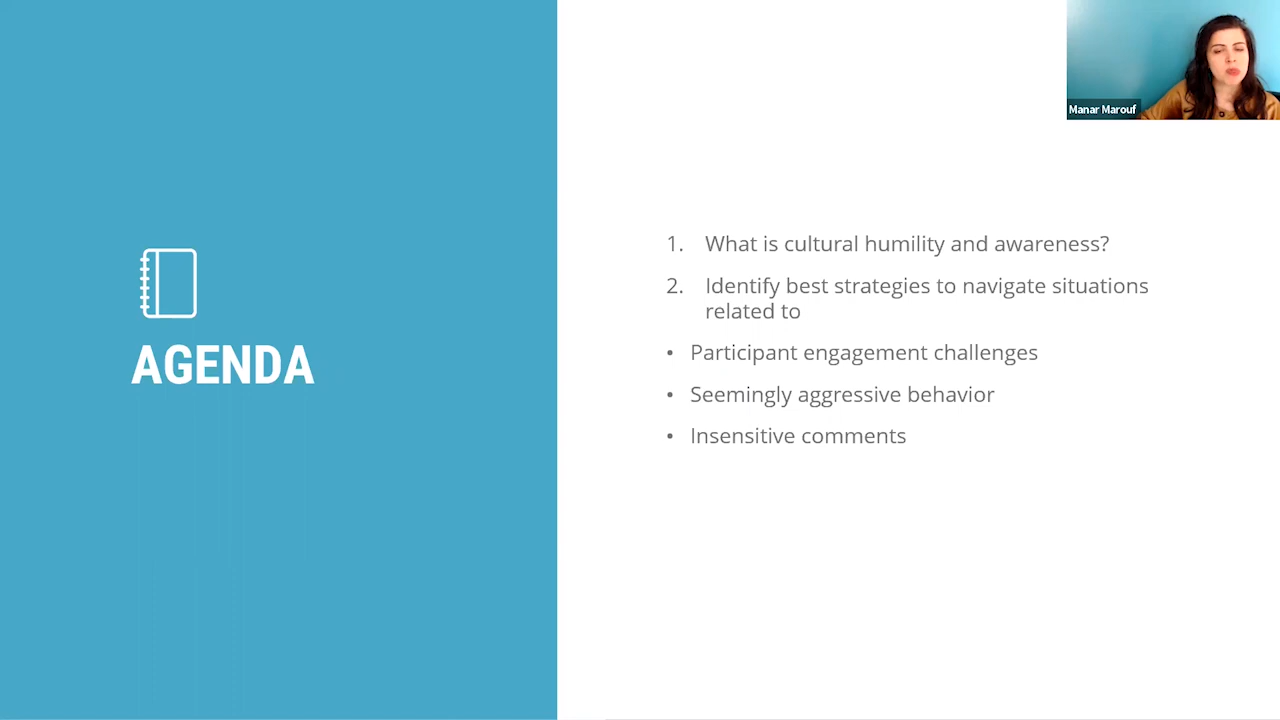 Manar Marouf
AGENDA
1. What is cultural humility and awareness?
2. Identify best strategies to navigate situations
related to
• Participant engagement challenges
• Seemingly aggressive behavior
• Insensitive comments